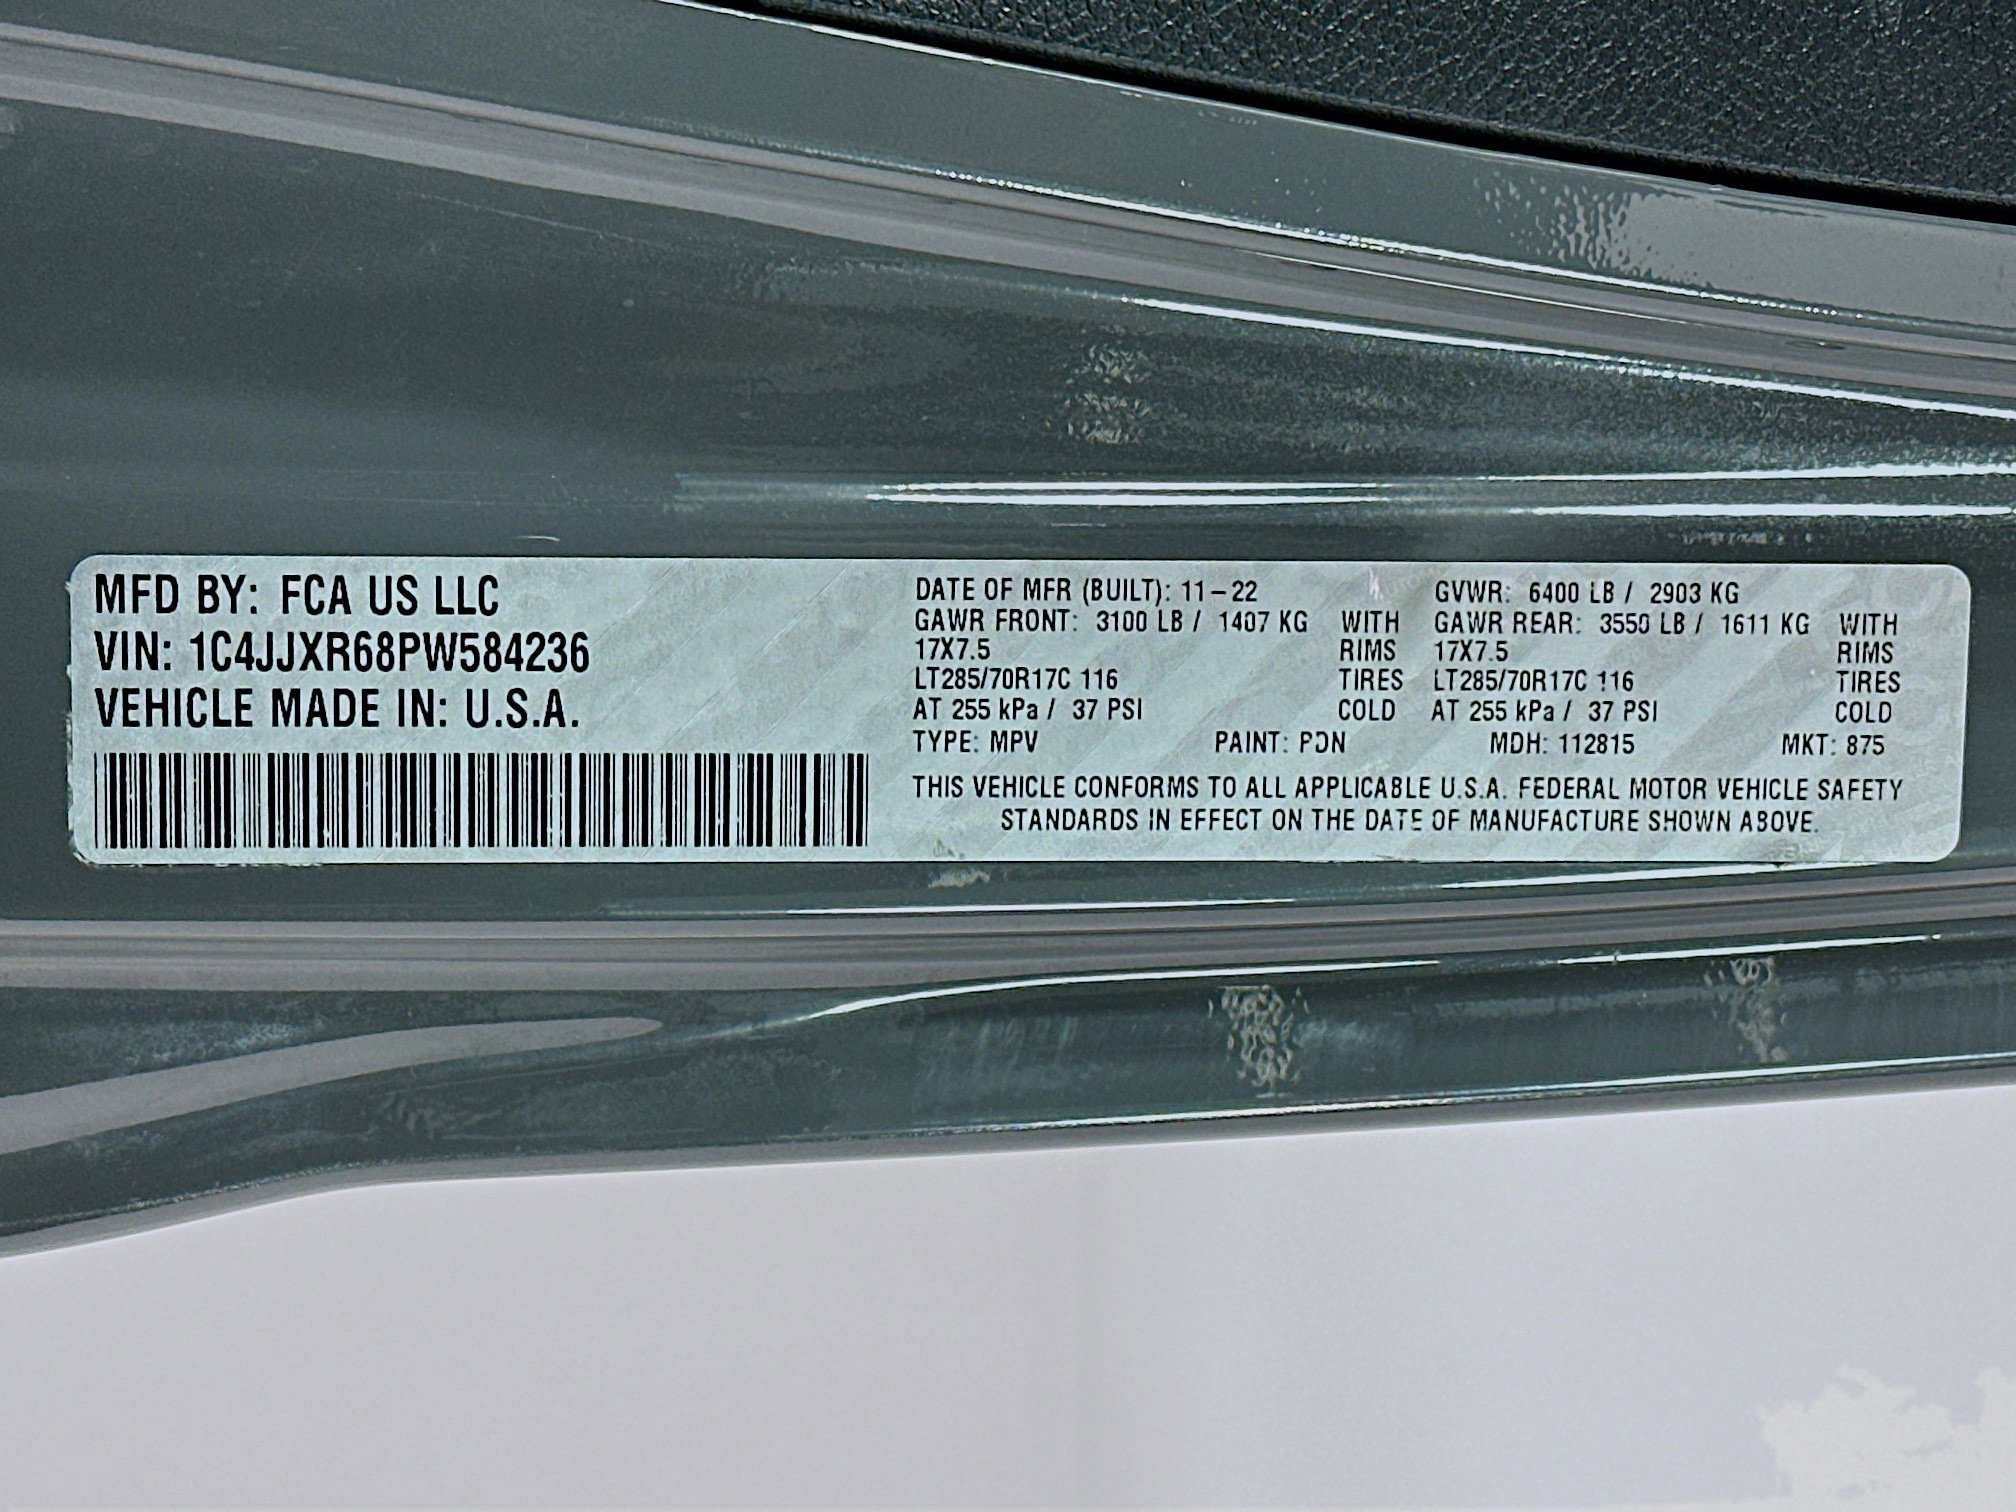 MFD BY: FCA US LLC
VIN: 1C4JJXR68PW584236
VEHICLE MADE IN: U.S.A.
DATE OF MFR (BUILT): 11-22 GVWR: 6400 LB / 2903 KG
GAWR FRONT: 3100 LB / 1407 KG WITH GAWR REAR: 3550 LB / 1611 KG WITH
17X7.5 RIMS 17X7.5 RIMS
LT285/70R17C 116 TIRES LT285/70R17C 116 TIRES
AT 255 kPa / 37 PSI COLD AT 255 kPa / 37 PSI COLD
TYPE: MPV PAINT: PDN MDH: 112815 MKT: 875
THIS VEHICLE CONFORMS TO ALL APPLICABLE U.S.A. FEDERAL MOTOR VEHICLE SAFETY
STANDARDS IN EFFECT ON THE DATE OF MANUFACTURE SHOWN ABOVE.